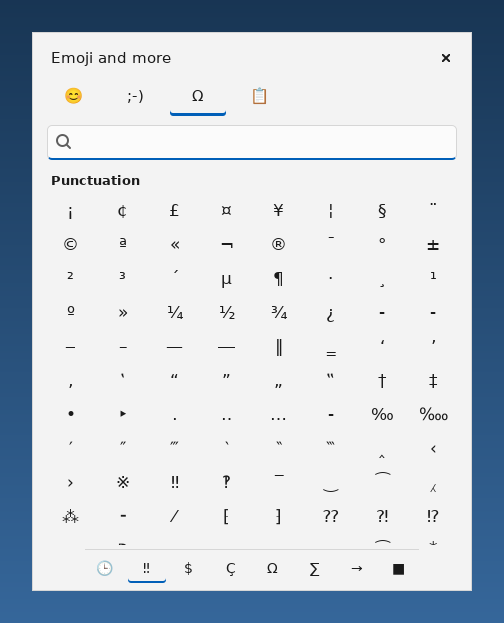 Emoji and more
😊 ;-) Ω 📋
Punctuation
¡ ¢ £ ¤ ¥ ¦ § ¨
© ª « ¬ ® ¯ ° ±
² ³ ´ µ ¶ · ¸ ¹
º » ¼ ½ ¾ ¿ ‐ ‑
‒ – — ― ‖ ‗ ‘ ’
‚ ‛ “ ” „ ‟ † ‡
• ‣ ․ ‥ … ‧ ‰ ‱
′ ″ ‴ ‵ ‶ ‷ ‸ ‹
› ※ ‼ ‽ ‾ ‿ ⁀ ⁁
⁂ ⁃ ⁄ ⁅ ⁆ ⁇ ⁈ ⁉
🕒 ‼ $ Ç Ω ∑ → ■